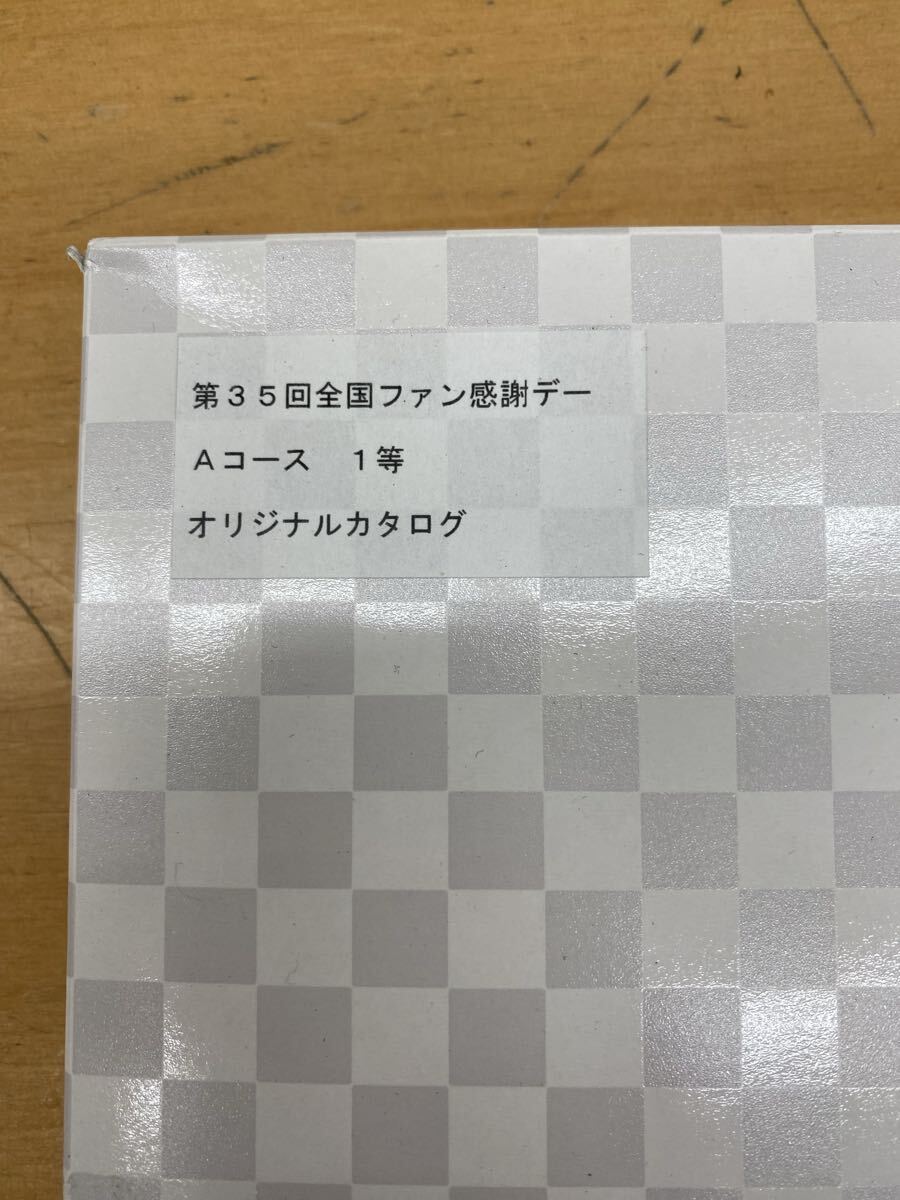 第３５回全国ファン感謝デー
Ａコース　１等
オリジナルカタログ